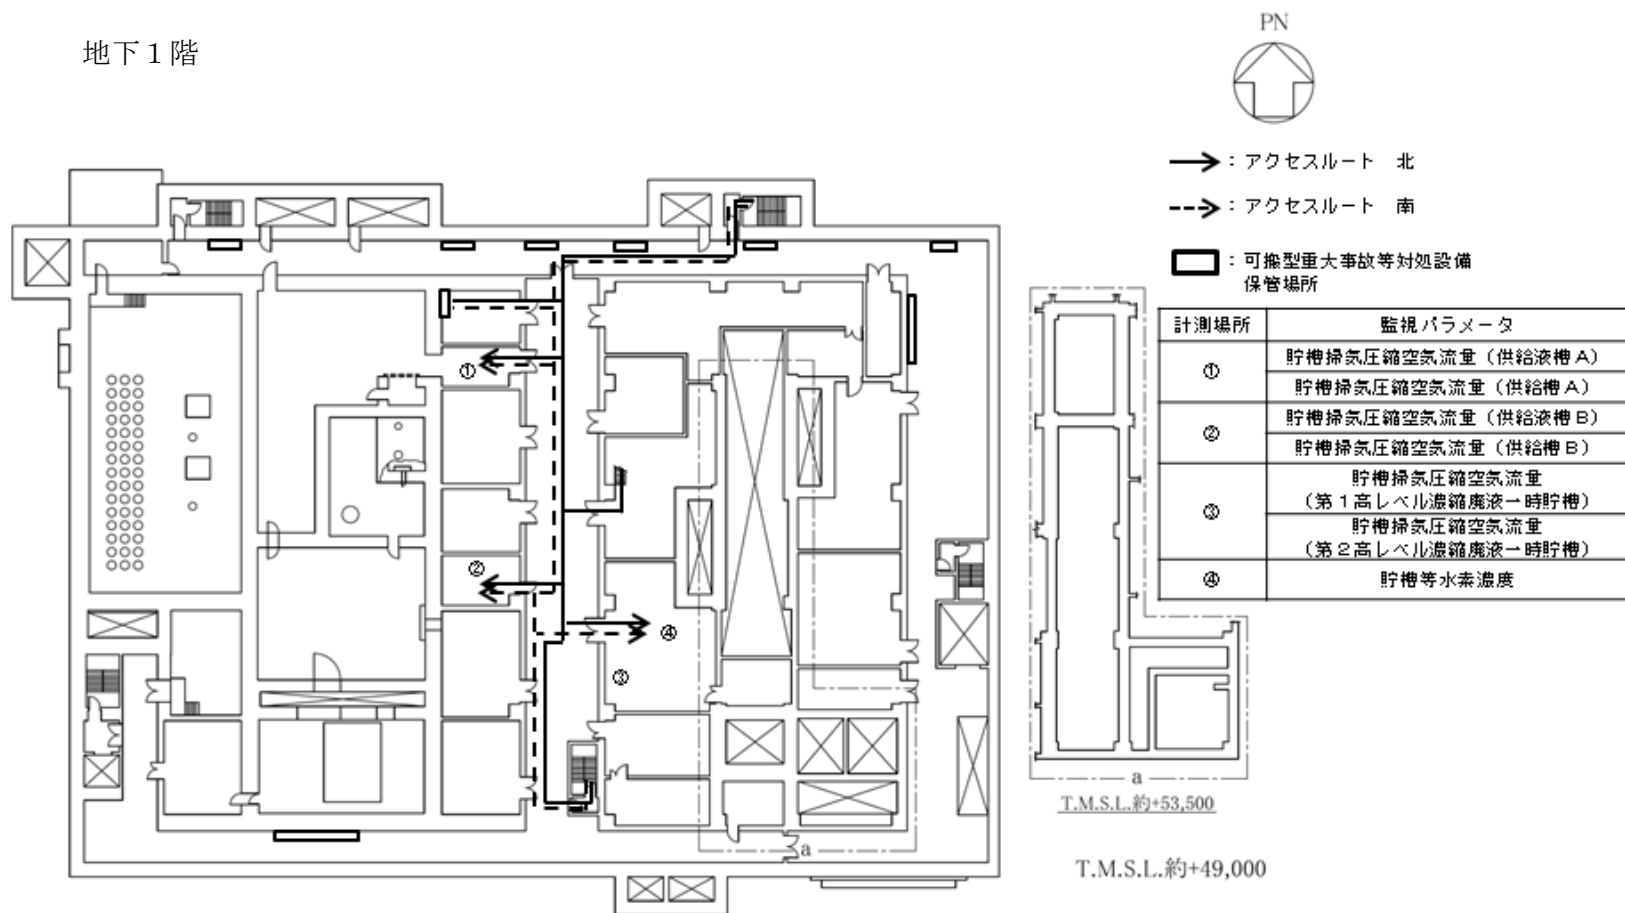 地下１階
PN
：アクセスルート　北
：アクセスルート　南
：可搬型重大事故等対処設備
保管場所
計測場所 監視パラメータ
① 貯槽掃気圧縮空気流量（供給液槽Ａ）
貯槽掃気圧縮空気流量（供給槽Ａ）
② 貯槽掃気圧縮空気流量（供給液槽Ｂ）
貯槽掃気圧縮空気流量（供給槽Ｂ）
③ 貯槽掃気圧縮空気流量
（第１高レベル濃縮廃液一時貯槽）
貯槽掃気圧縮空気流量
（第２高レベル濃縮廃液一時貯槽）
④ 貯槽等水素濃度
①
②
④
③
a
a
T.M.S.L.約+53,500
T.M.S.L.約+49,000